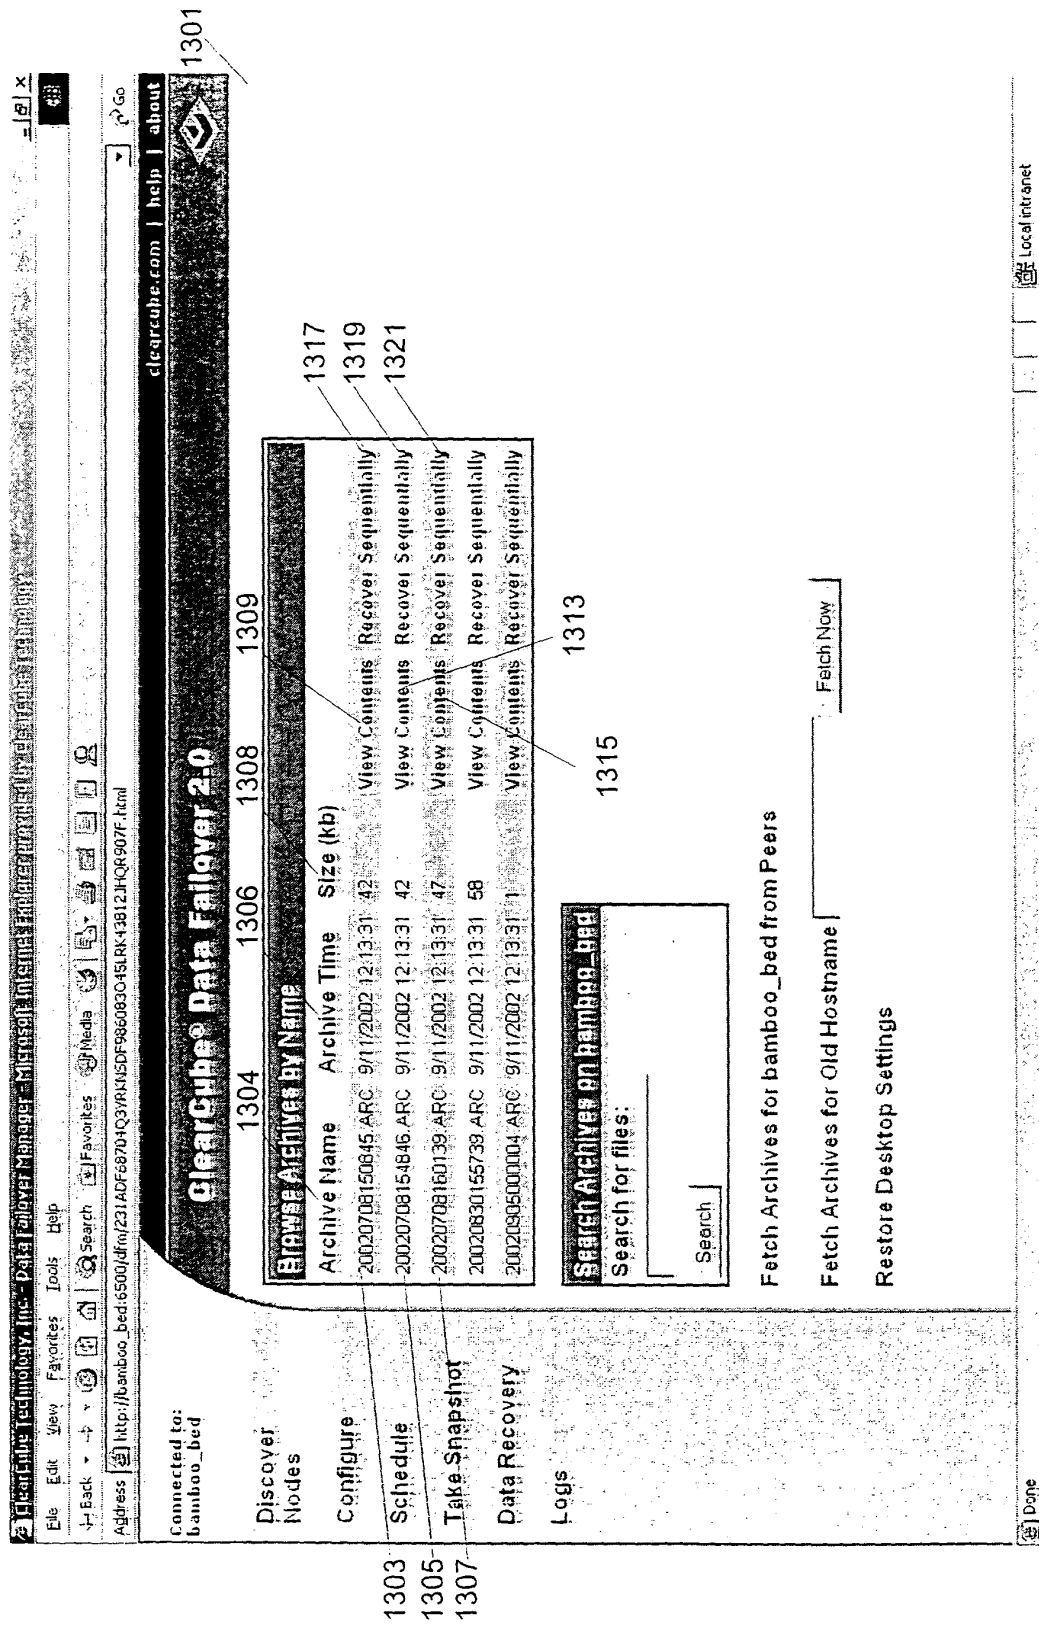 ClearCube Technology, Inc - Data Failover Manager - Microsoft Internet Explorer provided by ClearCube Technology
File Edit View Favorites Tools Help
Back Search Favorites Media
Address Go
clearcube.com | help | about
1301
ClearCube® Data Failover 2.0
Connected to:
bamboo_bed
Discover
Nodes
Configure
Schedule
Take Snapshot
Data Recovery
Logs
1304 1306 1308 1309
Browse Archives by Name
Archive Name Archive Time Size (kb)
20020708150845.ARC 9/11/2002 12:13:31 42 View Contents Recover Sequentially
20020708154846.ARC 9/11/2002 12:13:31 42 View Contents Recover Sequentially
20020708160139.ARC 9/11/2002 12:13:31 47 View Contents Recover Sequentially
20020830155739.ARC 9/11/2002 12:13:31 58 View Contents Recover Sequentially
20020905000004.ARC 9/11/2002 12:13:31 1 View Contents Recover Sequentially
1317
1319
1321
1303
1305
1307
1313
1315
Search Archives on bamboo_bed
Search for files:
Search
Fetch Archives for bamboo_bed from Peers
Fetch Archives for Old Hostname Fetch Now
Restore Desktop Settings
Done Local intranet